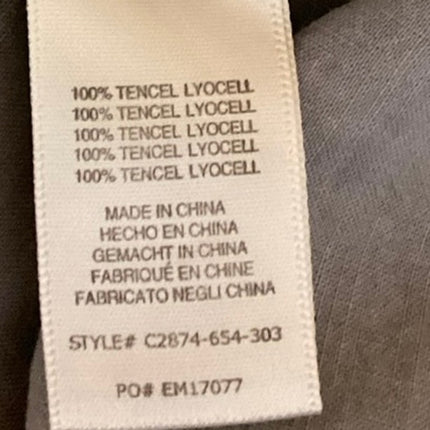 100% TENCEL LYOCELL
100% TENCEL LYOCELL
100% TENCEL LYOCELL
100% TENCEL LYOCELL
100% TENCEL LYOCELL
MADE IN CHINA
HECHO EN CHINA
GEMACHT IN CHINA
FABRIQUÉ EN CHINE
FABRICATO NEGLI CHINA
STYLE# C2874-654-303
PO# EM17077